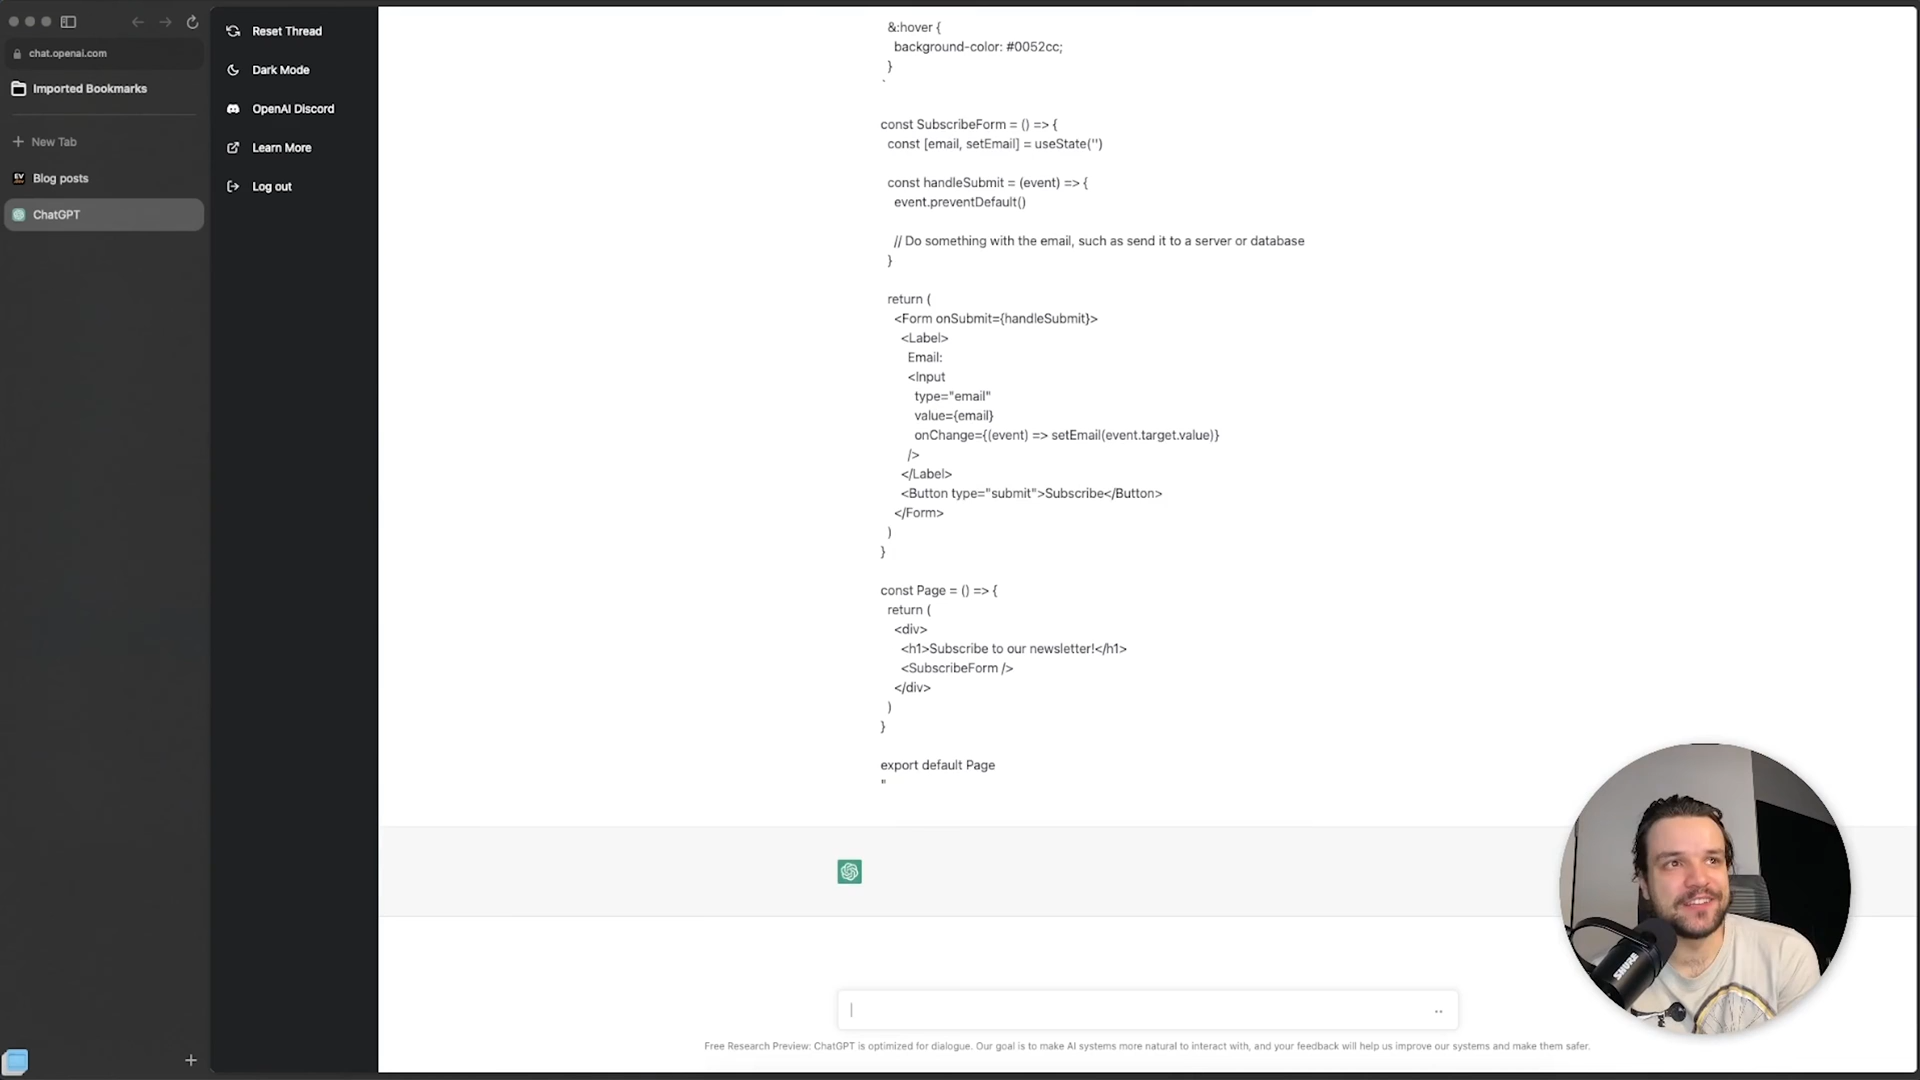 chat.openai.com
Imported Bookmarks
New Tab
Blog posts
ChatGPT
Reset Thread
Dark Mode
OpenAI Discord
Learn More
Log out
&:hover {
background-color: #0052cc;
}
`
const SubscribeForm = () => {
const [email, setEmail] = useState('')
const handleSubmit = (event) => {
event.preventDefault()
// Do something with the email, such as send it to a server or database
}
return (
<Form onSubmit={handleSubmit}>
<Label>
Email:
<Input
type="email"
value={email}
onChange={(event) => setEmail(event.target.value)}
/>
</Label>
<Button type="submit">Subscribe</Button>
</Form>
)
}
const Page = () => {
return (
<div>
<h1>Subscribe to our newsletter!</h1>
<SubscribeForm />
</div>
)
}
export default Page
"
Free Research Preview: ChatGPT is optimized for dialogue. Our goal is to make AI systems more natural to interact with, and your feedback will help us improve our systems and make them safer.
SHURE